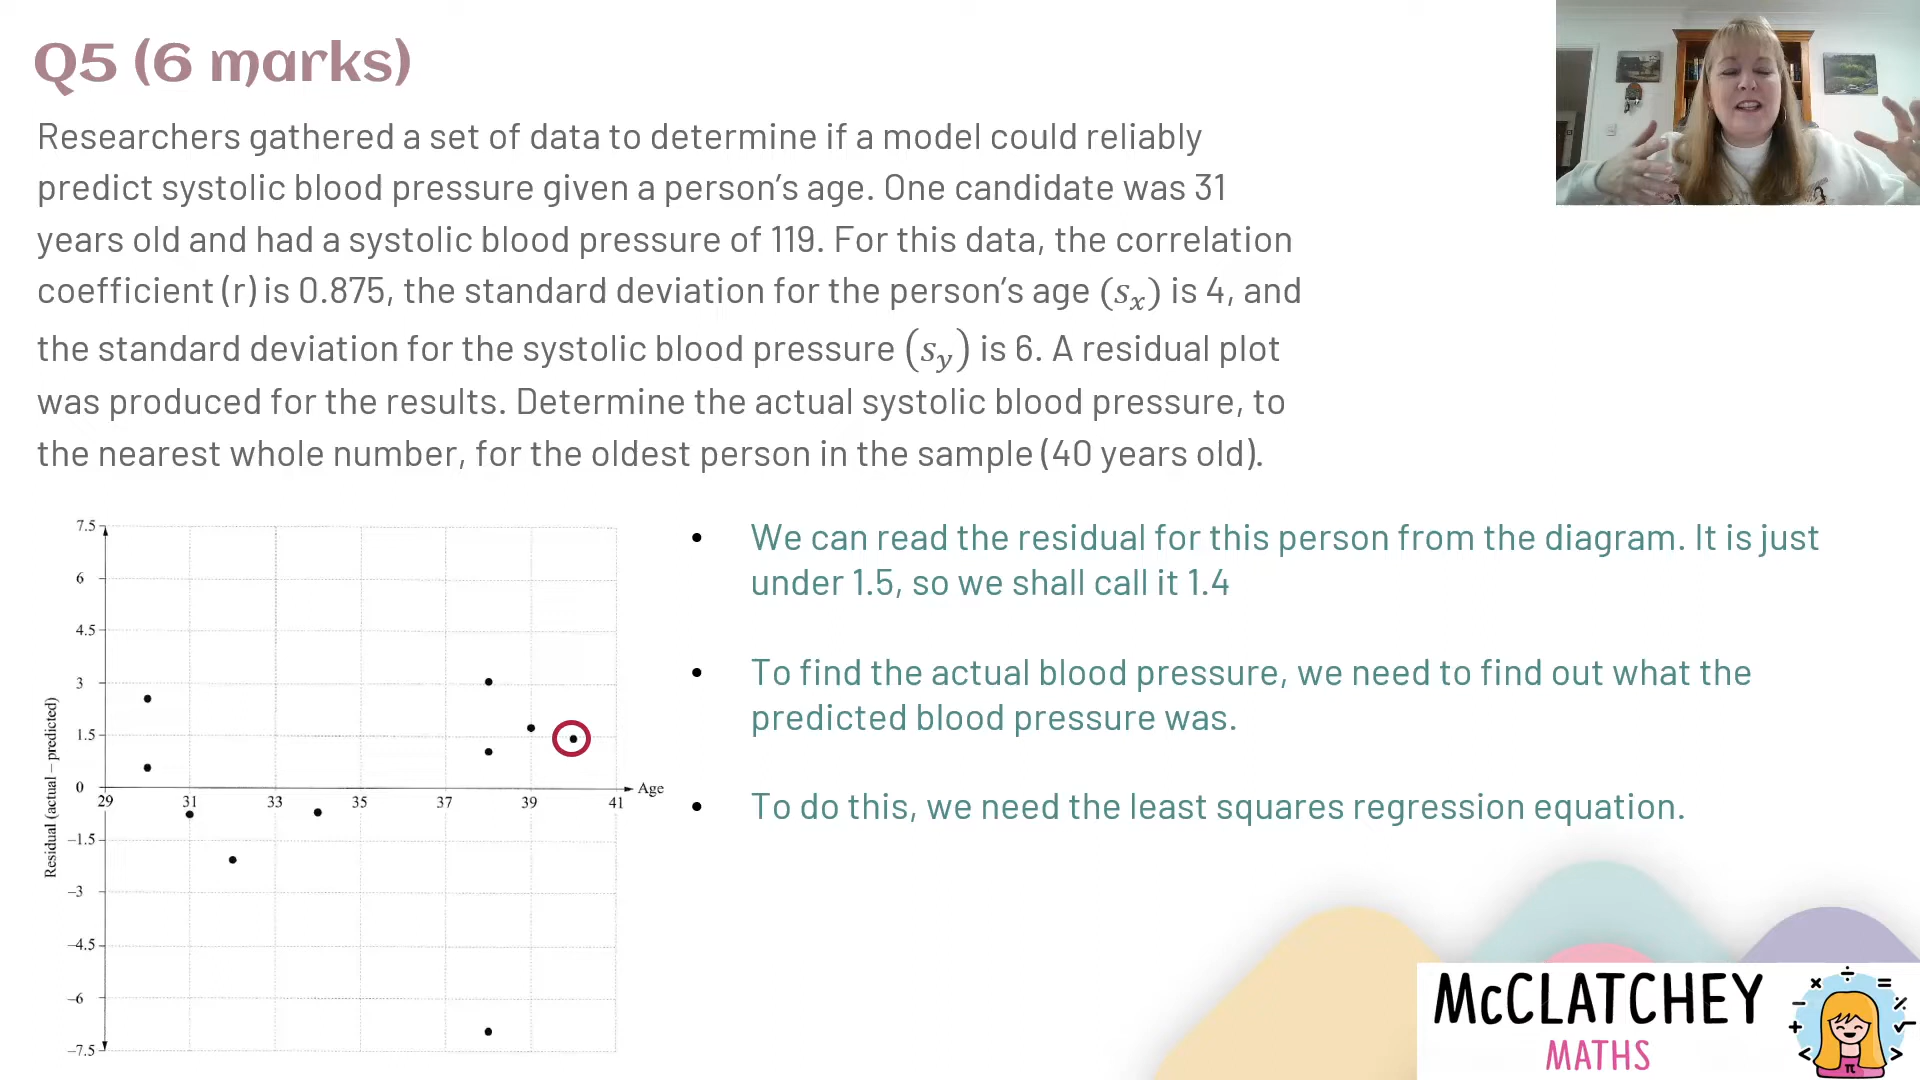 Q5 (6 marks)
Researchers gathered a set of data to determine if a model could reliably
predict systolic blood pressure given a person’s age. One candidate was 31
years old and had a systolic blood pressure of 119. For this data, the correlation
coefficient (r) is 0.875, the standard deviation for the person’s age (sₓ) is 4, and
the standard deviation for the systolic blood pressure (s_y) is 6. A residual plot
was produced for the results. Determine the actual systolic blood pressure, to
the nearest whole number, for the oldest person in the sample (40 years old).
7.5
6
4.5
3
1.5
0
–1.5
–3
–4.5
–6
–7.5
Residual (actual – predicted)
29 31 33 35 37 39 41
Age
• We can read the residual for this person from the diagram. It is just
under 1.5, so we shall call it 1.4
• To find the actual blood pressure, we need to find out what the
predicted blood pressure was.
• To do this, we need the least squares regression equation.
McCLATCHEY
MATHS
× ÷ = − % + √ < > π